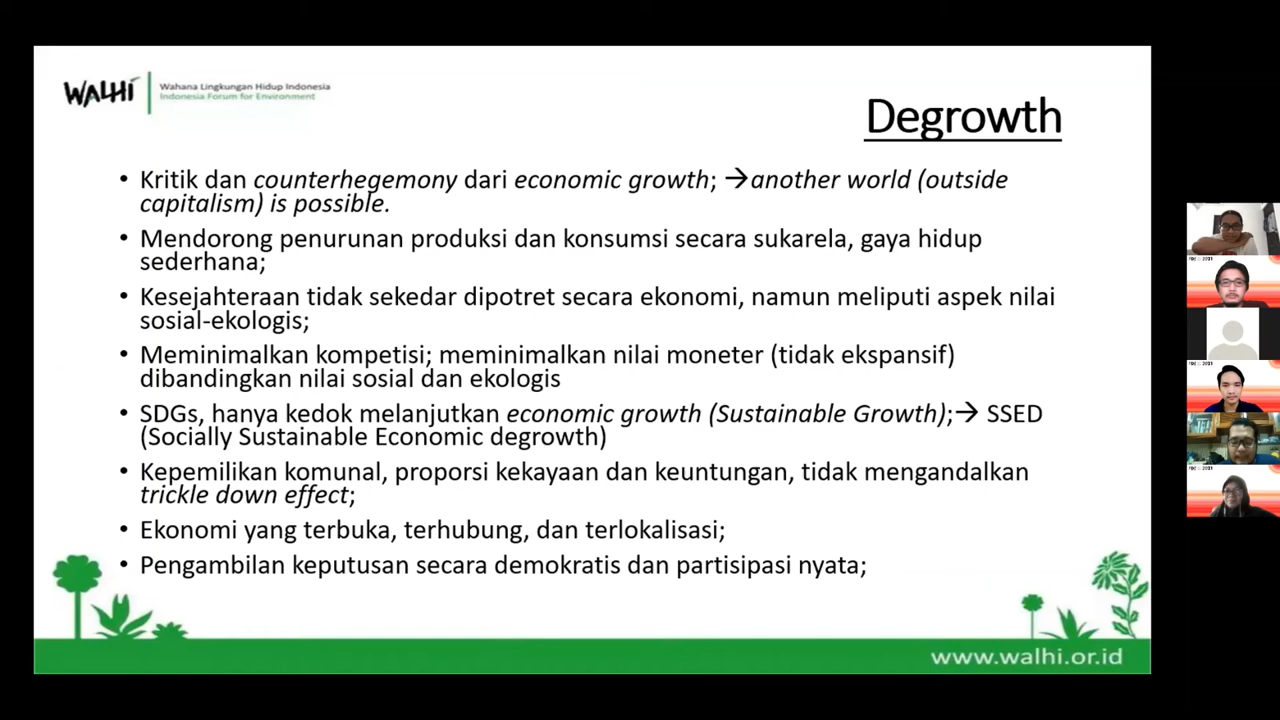 WALHI
Wahana Lingkungan Hidup Indonesia
Indonesia Forum for Environment
Degrowth
• Kritik dan counterhegemony dari economic growth; →another world (outside
capitalism) is possible.
• Mendorong penurunan produksi dan konsumsi secara sukarela, gaya hidup
sederhana;
• Kesejahteraan tidak sekedar dipotret secara ekonomi, namun meliputi aspek nilai
sosial-ekologis;
• Meminimalkan kompetisi; meminimalkan nilai moneter (tidak ekspansif)
dibandingkan nilai sosial dan ekologis
• SDGs, hanya kedok melanjutkan economic growth (Sustainable Growth);→ SSED
(Socially Sustainable Economic degrowth)
• Kepemilikan komunal, proporsi kekayaan dan keuntungan, tidak mengandalkan
trickle down effect;
• Ekonomi yang terbuka, terhubung, dan terlokalisasi;
• Pengambilan keputusan secara demokratis dan partisipasi nyata;
www.walhi.or.id